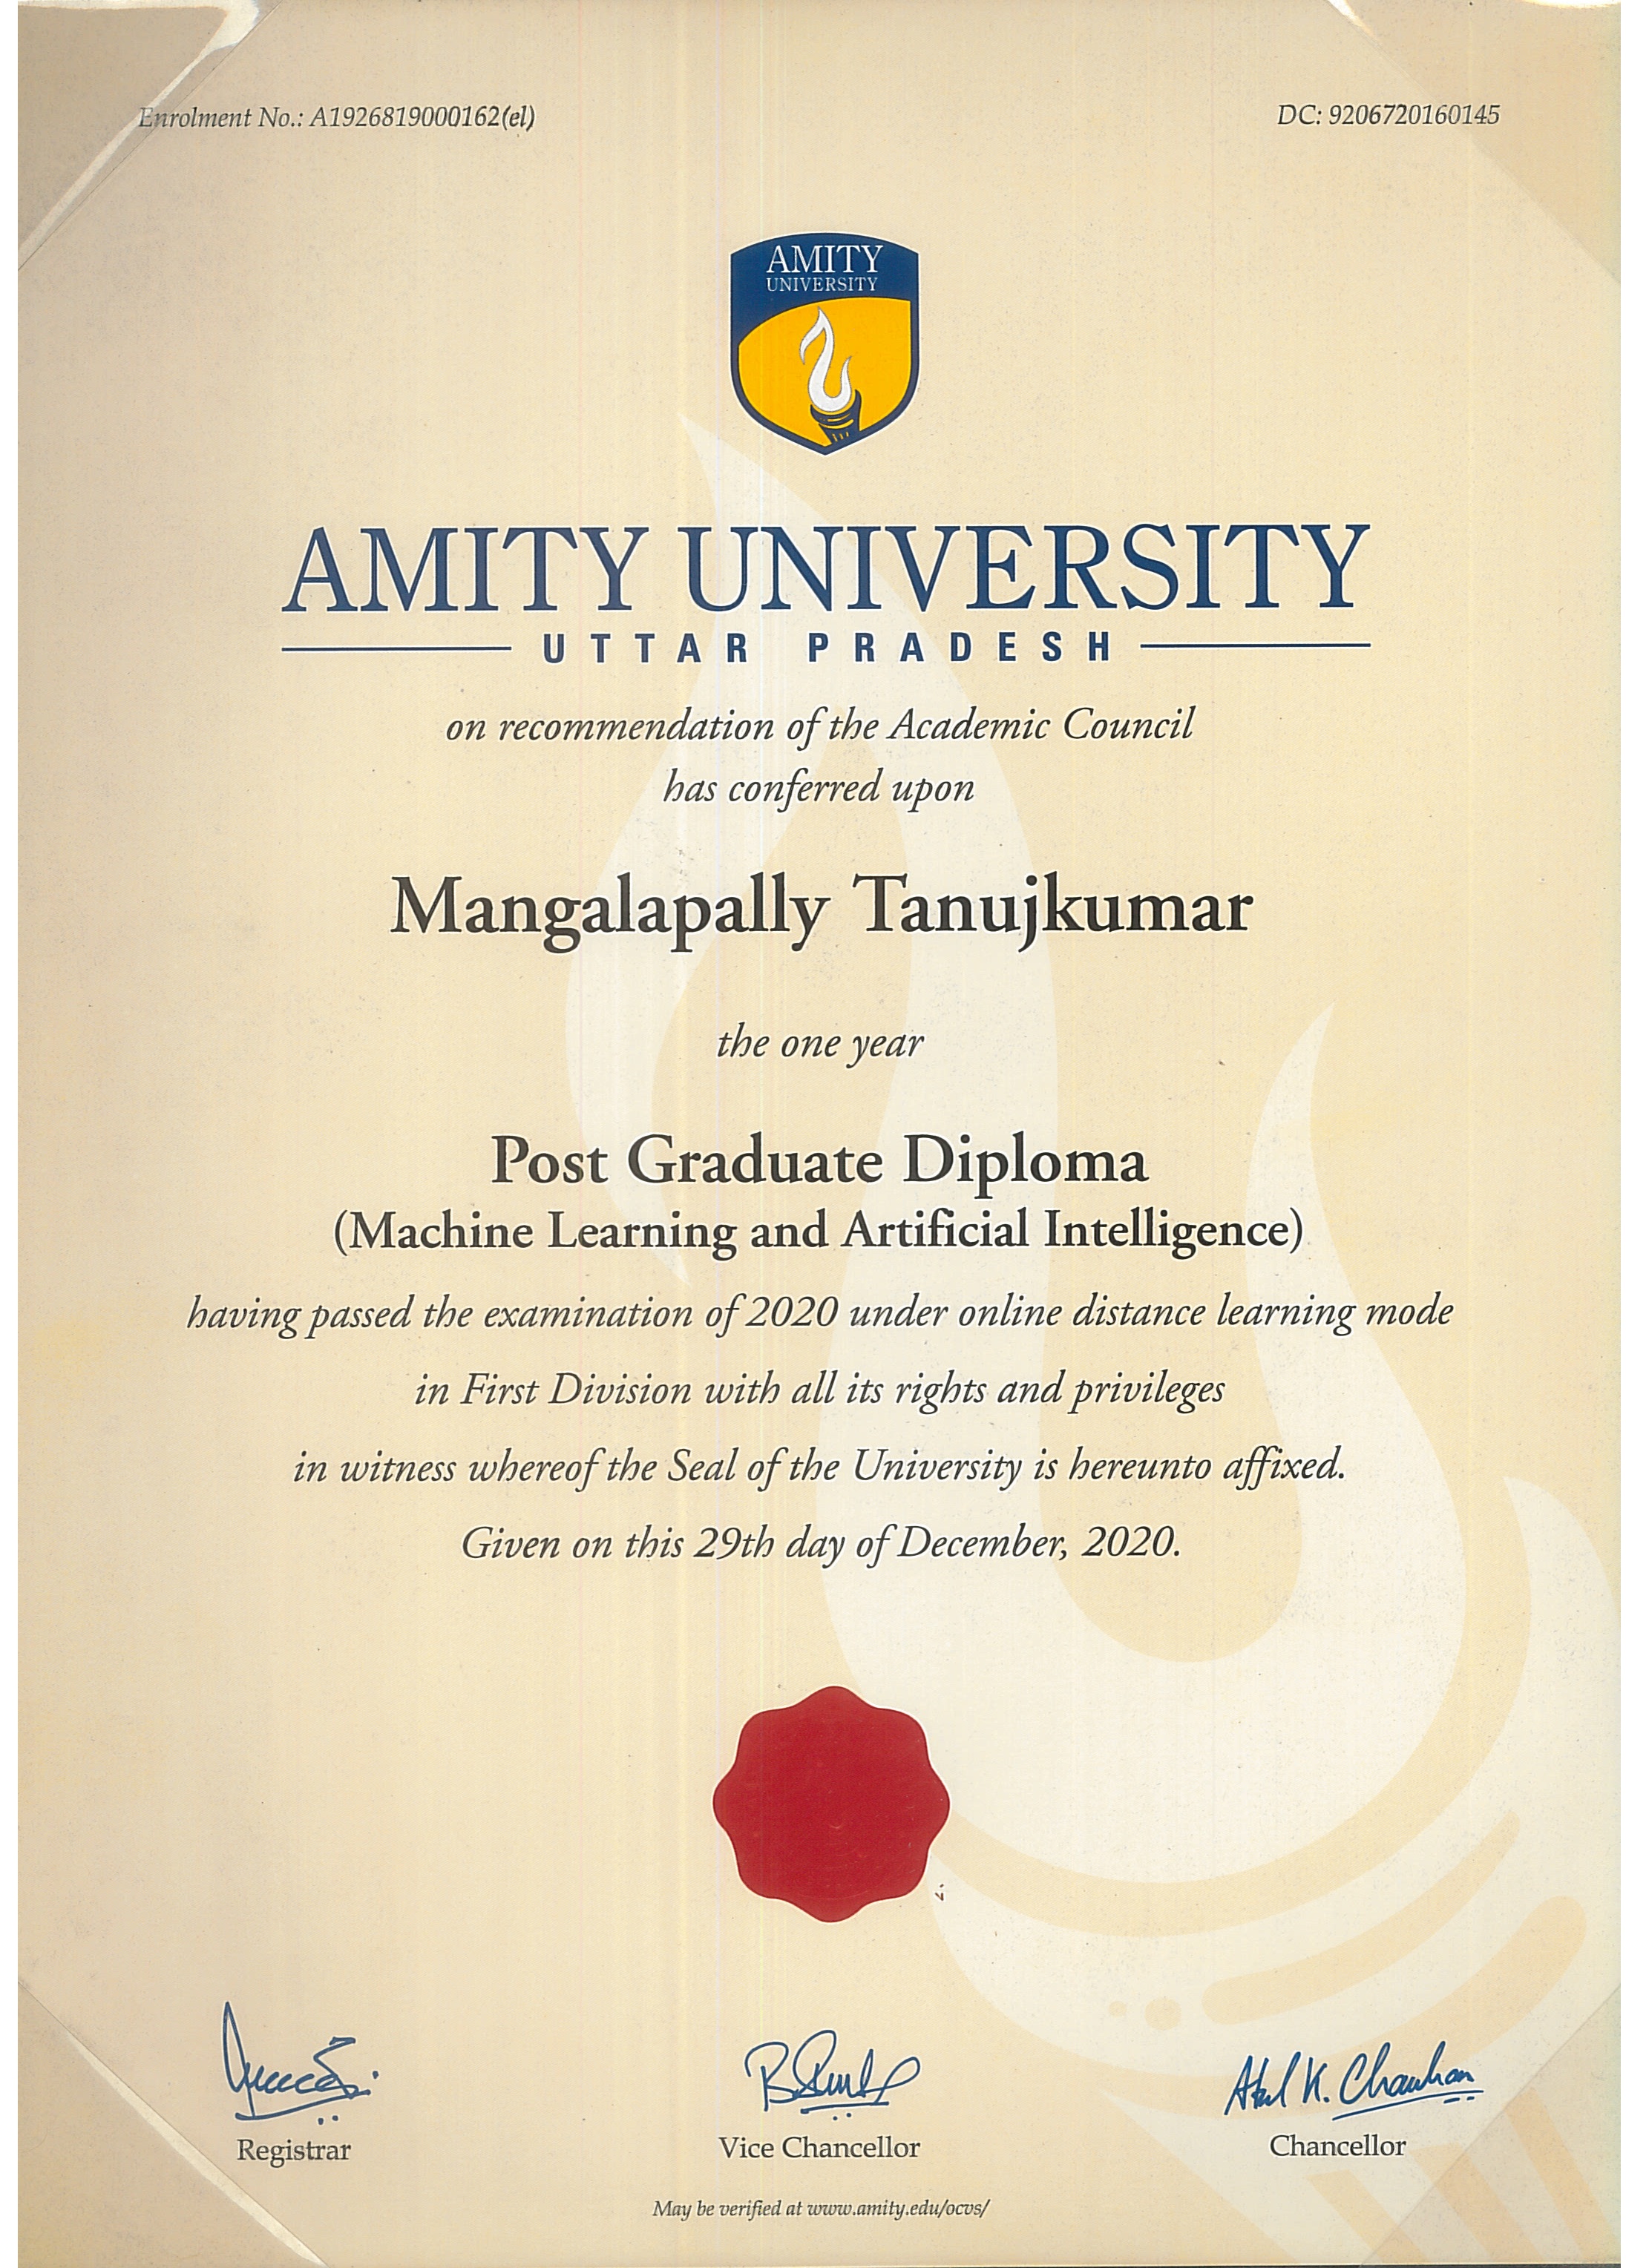 Enrolment No.: A1926819000162(el)
DC: 9206720160145
AMITY
UNIVERSITY
AMITY UNIVERSITY
UTTAR PRADESH
on recommendation of the Academic Council
has conferred upon
Mangalapally Tanujkumar
the one year
Post Graduate Diploma
(Machine Learning and Artificial Intelligence)
having passed the examination of 2020 under online distance learning mode
in First Division with all its rights and privileges
in witness whereof the Seal of the University is hereunto affixed.
Given on this 29th day of December, 2020.
Atul K. Chauhan
Registrar
Vice Chancellor
Chancellor
May be verified at www.amity.edu/ocvs/